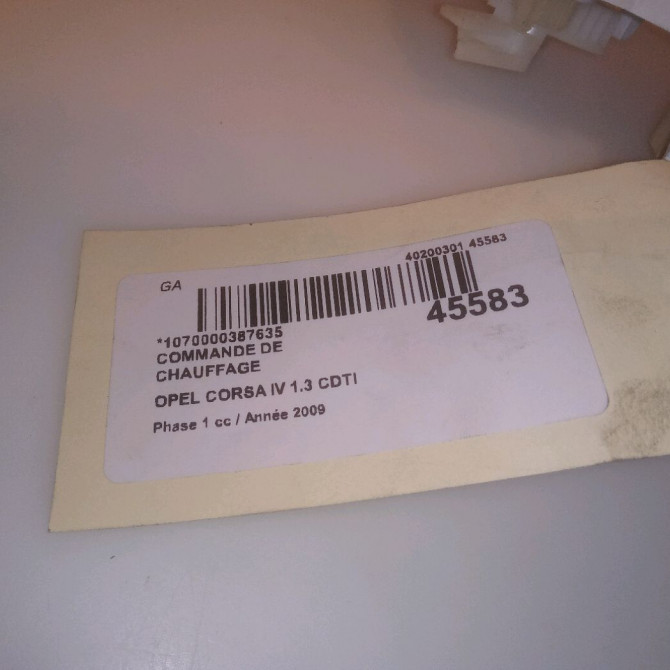 GA
40200301 45583
45583
*1070000387635
COMMANDE DE
CHAUFFAGE
OPEL CORSA IV 1.3 CDTI
Phase 1 cc / Année 2009